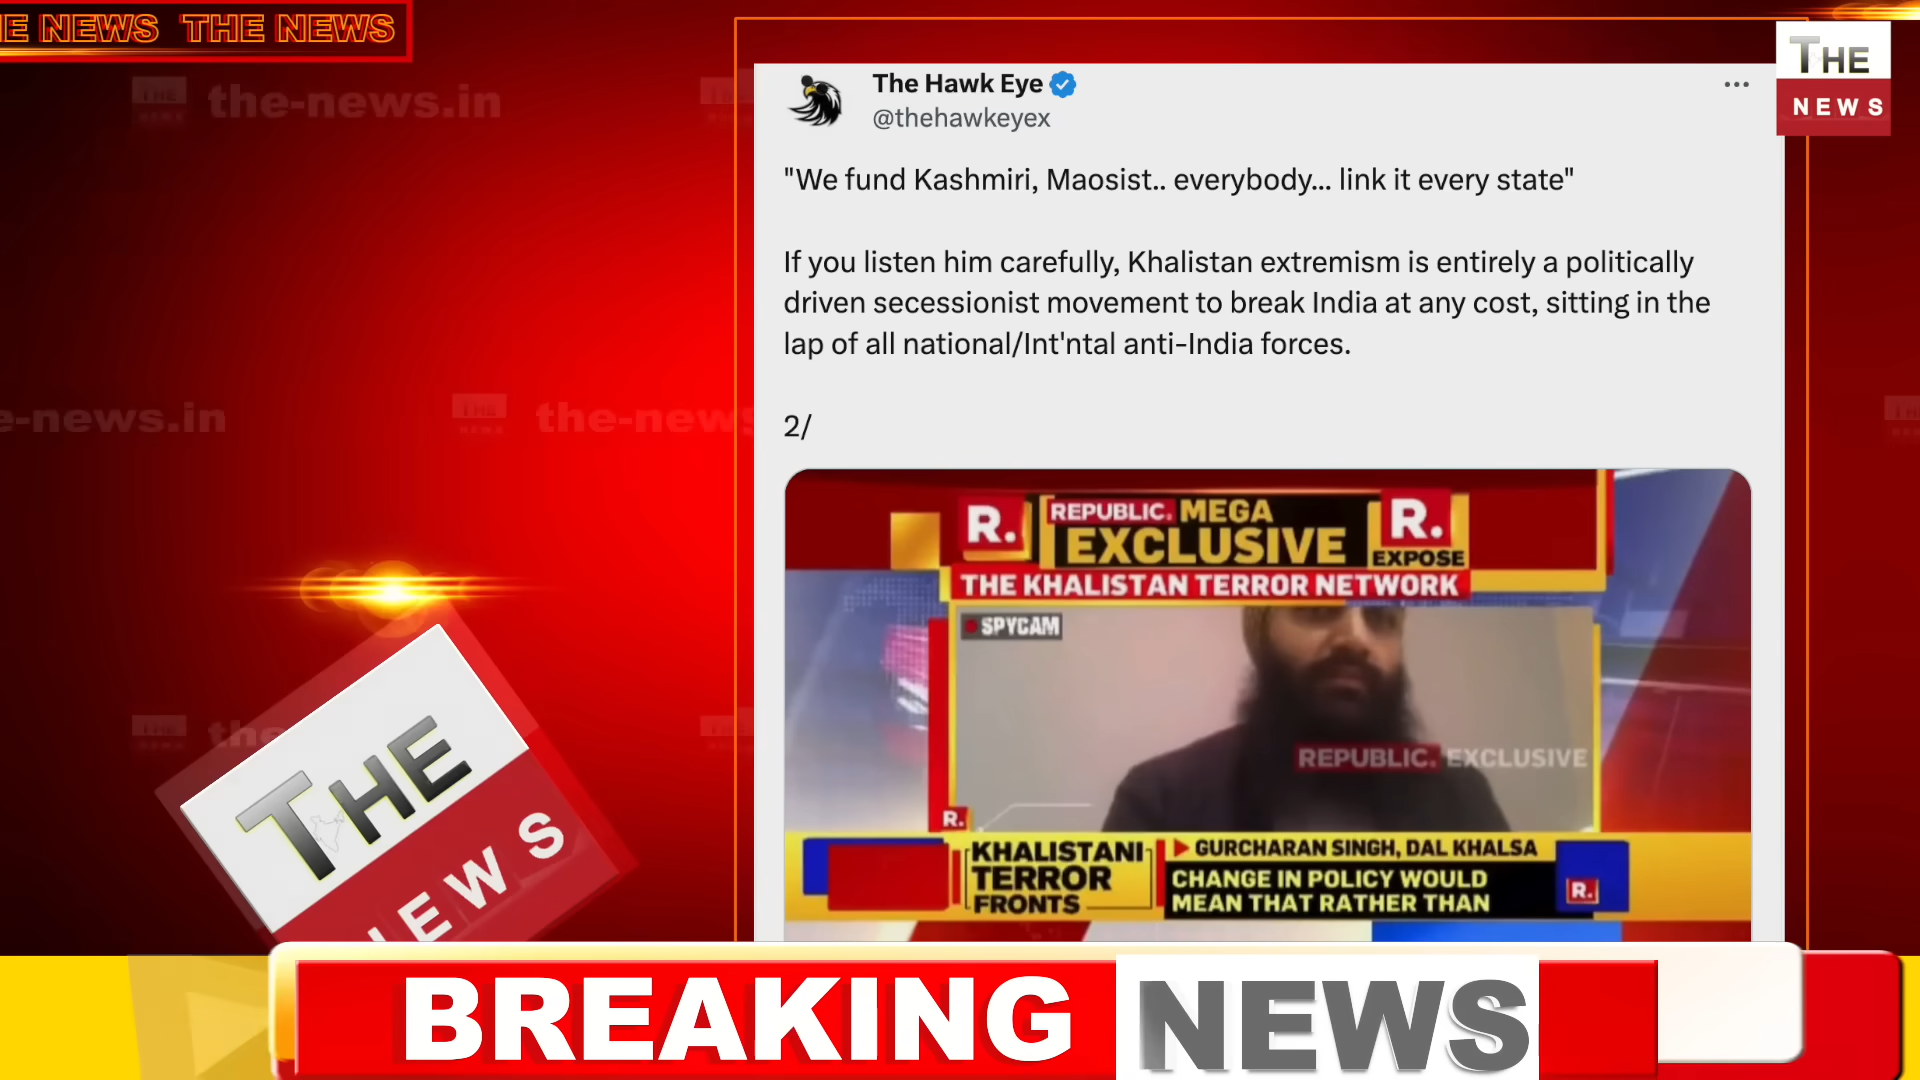 E NEWS THE NEWS
the-news.in
THE
NEWS
The Hawk Eye
@thehawkeyex
"We fund Kashmiri, Maosist.. everybody... link it every state"
If you listen him carefully, Khalistan extremism is entirely a politically
driven secessionist movement to break India at any cost, sitting in the
lap of all national/Int'ntal anti-India forces.
2/
e-news.in
the-news
the
R. REPUBLIC. MEGA
EXCLUSIVE
R.
EXPOSE
THE KHALISTAN TERROR NETWORK
SPYCAM
REPUBLIC. EXCLUSIVE
R.
KHALISTANI
TERROR
FRONTS
GURCHARAN SINGH, DAL KHALSA
CHANGE IN POLICY WOULD
MEAN THAT RATHER THAN
R.
THE
NEWS
BREAKING NEWS